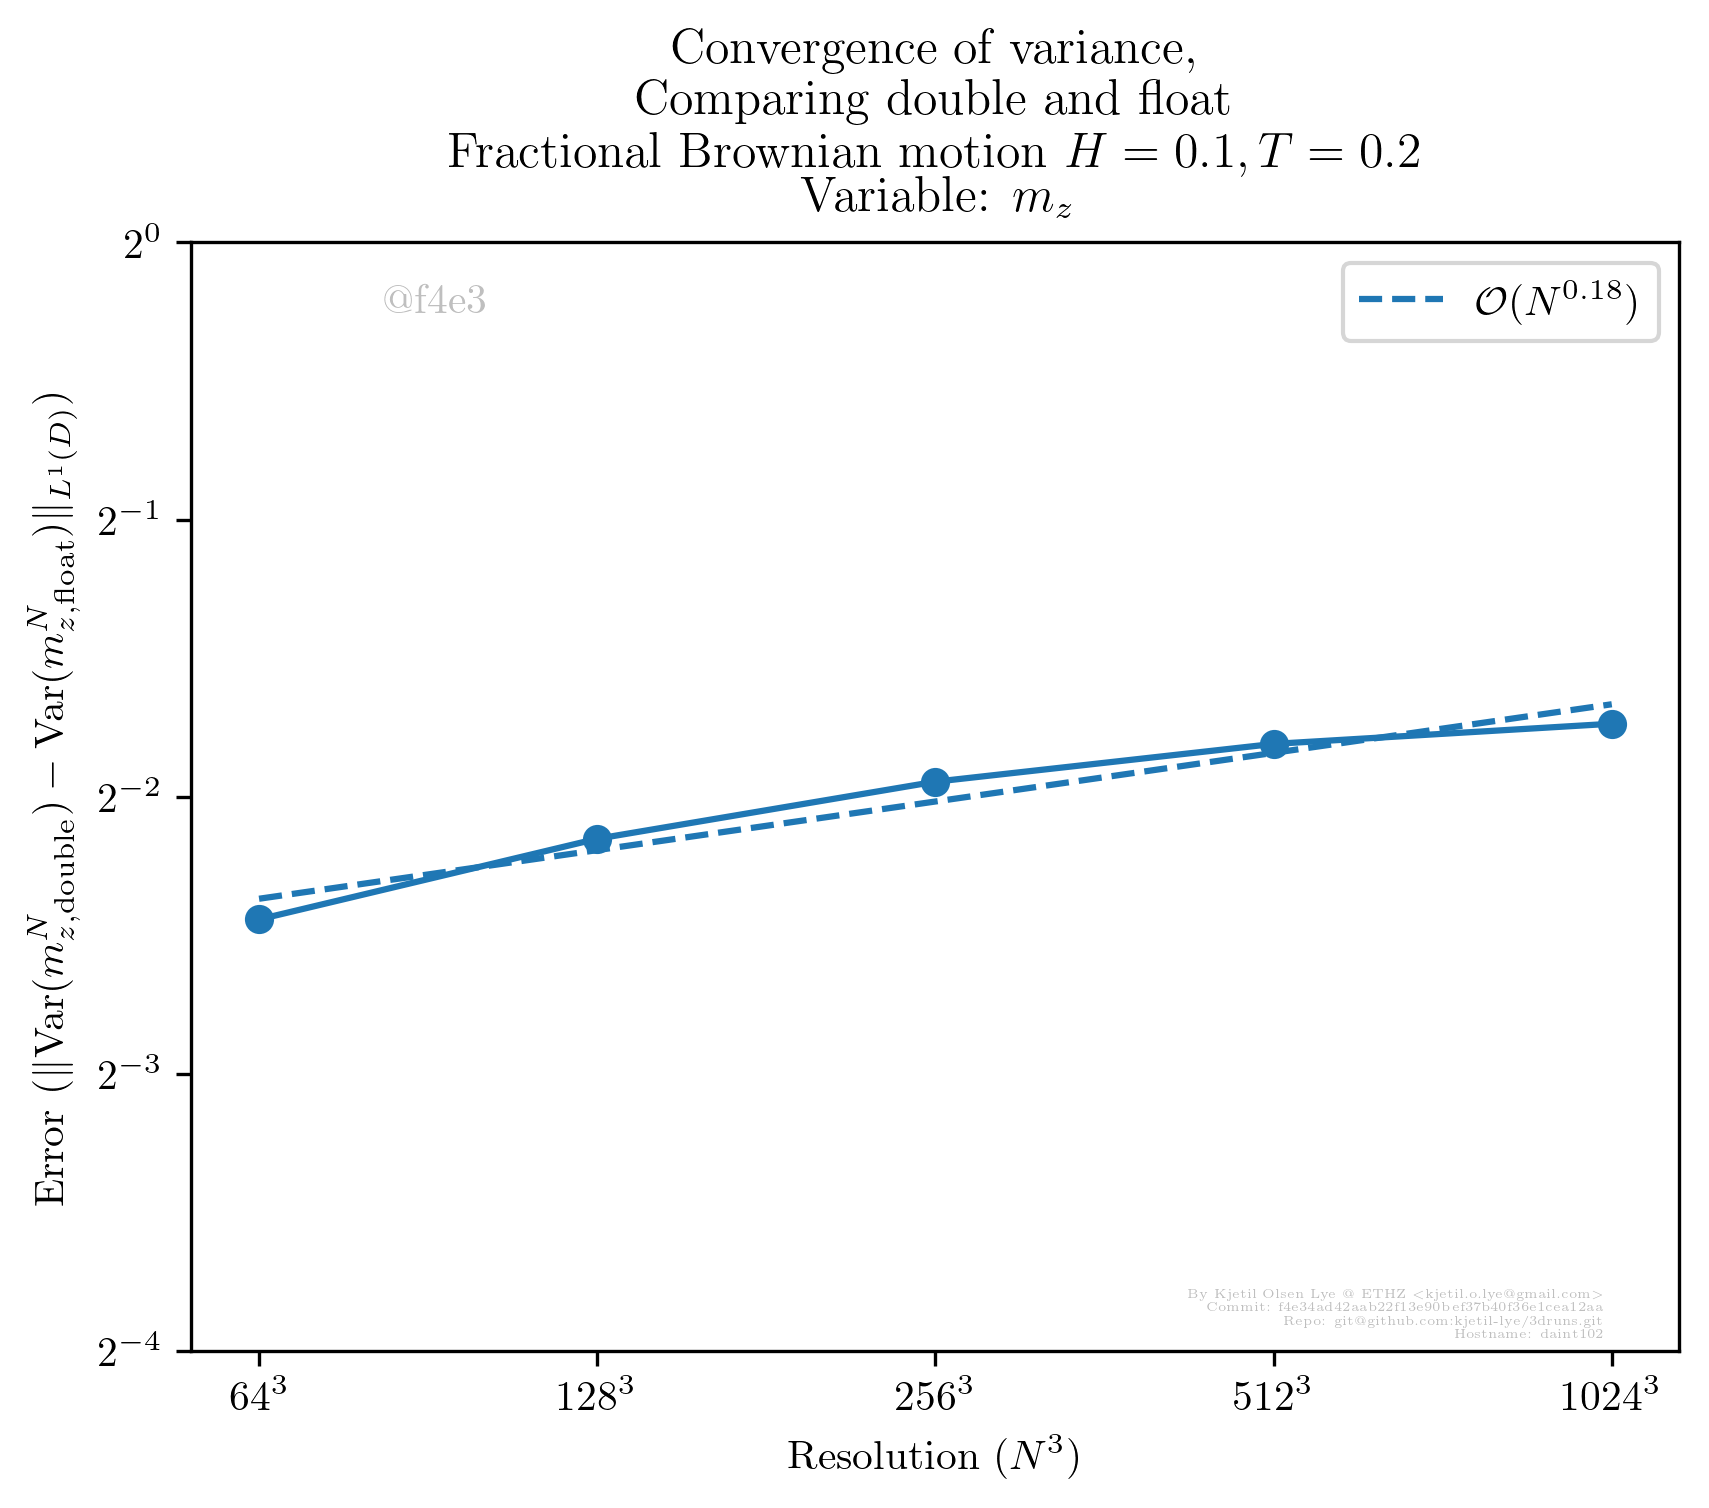 Convergence of variance,
Comparing double and float
Fractional Brownian motion H = 0.1, T = 0.2
Variable: m_z
2^0
2^{-1}
2^{-2}
2^{-3}
2^{-4}
Error (‖Var(m^N_{z,double}) − Var(m^N_{z,float})‖_{L^1(D)})
@f4e3
𝒪(N^{0.18})
By Kjetil Olsen Lye @ ETHZ <kjetil.o.lye@gmail.com>
Commit: f4e34ad42aab22f13e90bef37b40f36e1cea12aa
Repo: git@github.com:kjetil-lye/3druns.git
Hostname: daint102
64^3 128^3 256^3 512^3 1024^3
Resolution (N^3)